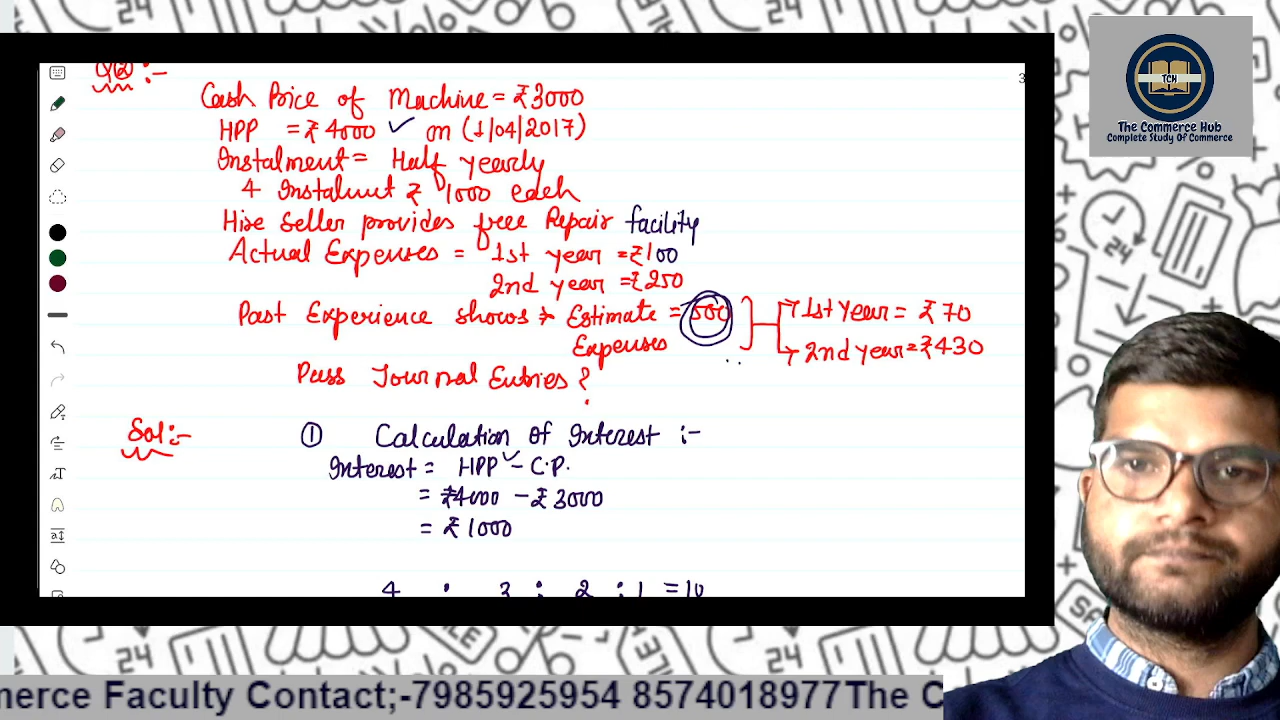 Cash Price of Machine = ₹3000
HPP = ₹4000 ✓ on (1/04/2017)
Instalment = Half yearly
4 Instalment ₹ 1000 each
Hire Seller provides free Repair facility
Actual Expenses = 1st year = ₹100
2nd year = ₹250
Past Experience shows → Estimate = 500
Expenses
1st year = ₹70
2nd year = ₹430
Pass Journal Entries ?
Sol:-
① Calculation of Interest :-
Interest = HPP - C.P.
= ₹4000 - ₹3000
= ₹1000
4 : 3 : 2 : 1 = 10
3
TCH
The Commerce Hub
Complete Study Of Commerce
merce Faculty Contact;-7985925954 8574018977 The C